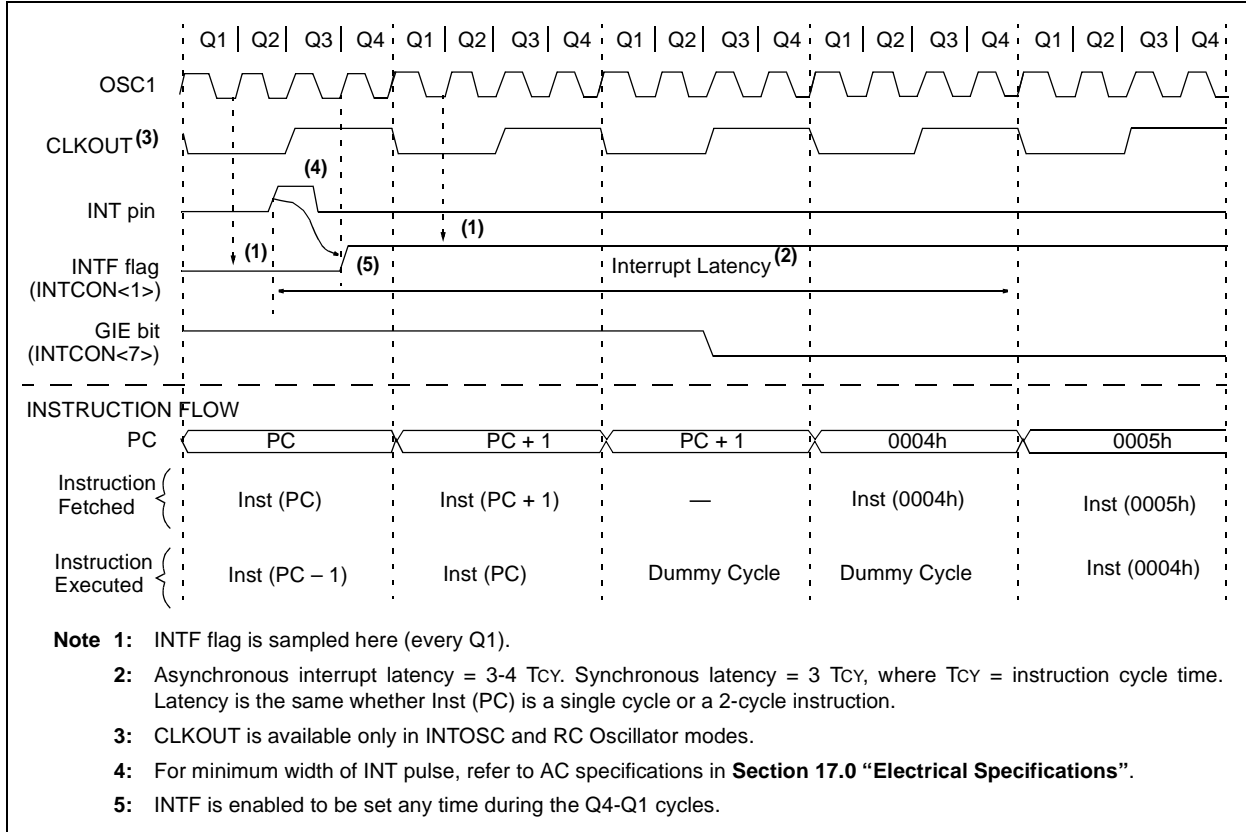 Q1 Q2 Q3 Q4 Q1 Q2 Q3 Q4 Q1 Q2 Q3 Q4 Q1 Q2 Q3 Q4 Q1 Q2 Q3 Q4
OSC1
CLKOUT (3)
(4)
INT pin
(1)
(1)
INTF flag
(INTCON<1>)
(5)
Interrupt Latency (2)
GIE bit
(INTCON<7>)
INSTRUCTION FLOW
PC PC PC + 1 PC + 1 0004h 0005h
Instruction
Fetched
Inst (PC) Inst (PC + 1) — Inst (0004h) Inst (0005h)
Instruction
Executed
Inst (PC – 1) Inst (PC) Dummy Cycle Dummy Cycle Inst (0004h)
Note 1: INTF flag is sampled here (every Q1).
2: Asynchronous interrupt latency = 3-4 TCY. Synchronous latency = 3 TCY, where TCY = instruction cycle time.
Latency is the same whether Inst (PC) is a single cycle or a 2-cycle instruction.
3: CLKOUT is available only in INTOSC and RC Oscillator modes.
4: For minimum width of INT pulse, refer to AC specifications in Section 17.0 “Electrical Specifications”.
5: INTF is enabled to be set any time during the Q4-Q1 cycles.